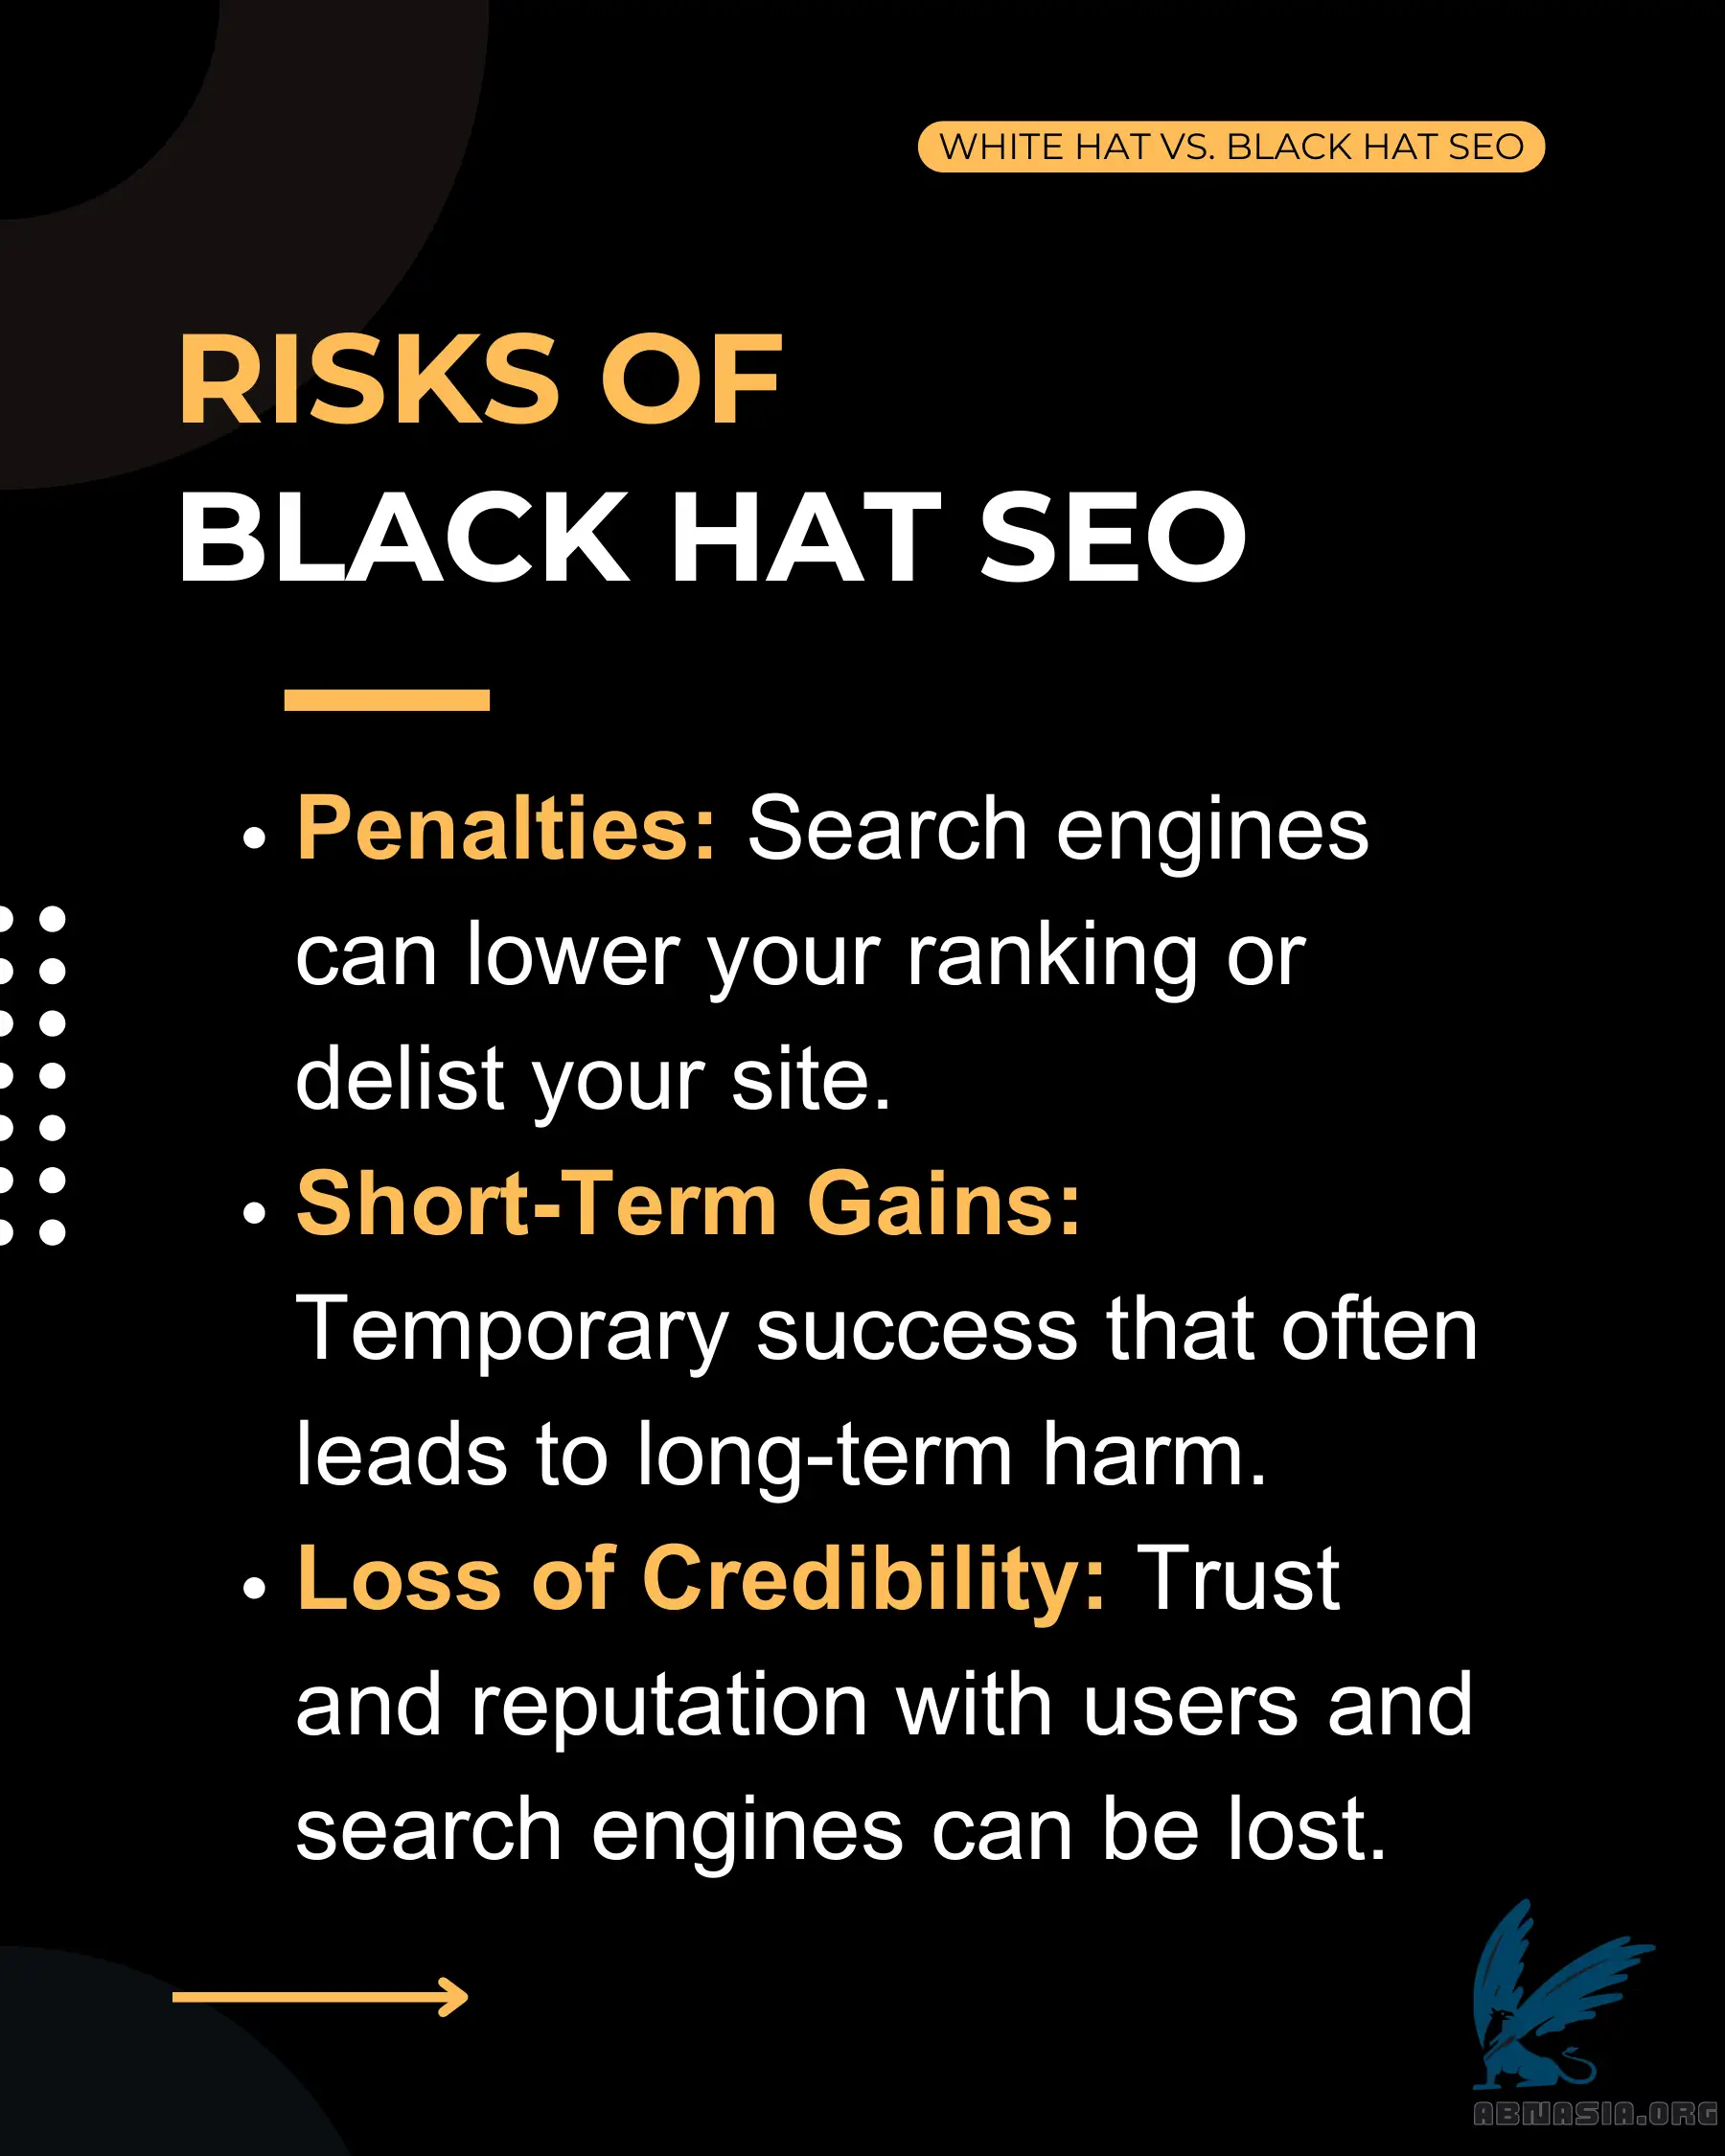 WHITE HAT VS. BLACK HAT SEO
RISKS OF
BLACK HAT SEO
• Penalties: Search engines
can lower your ranking or
delist your site.
• Short-Term Gains:
Temporary success that often
leads to long-term harm.
• Loss of Credibility: Trust
and reputation with users and
search engines can be lost.
ABNASIA.ORG